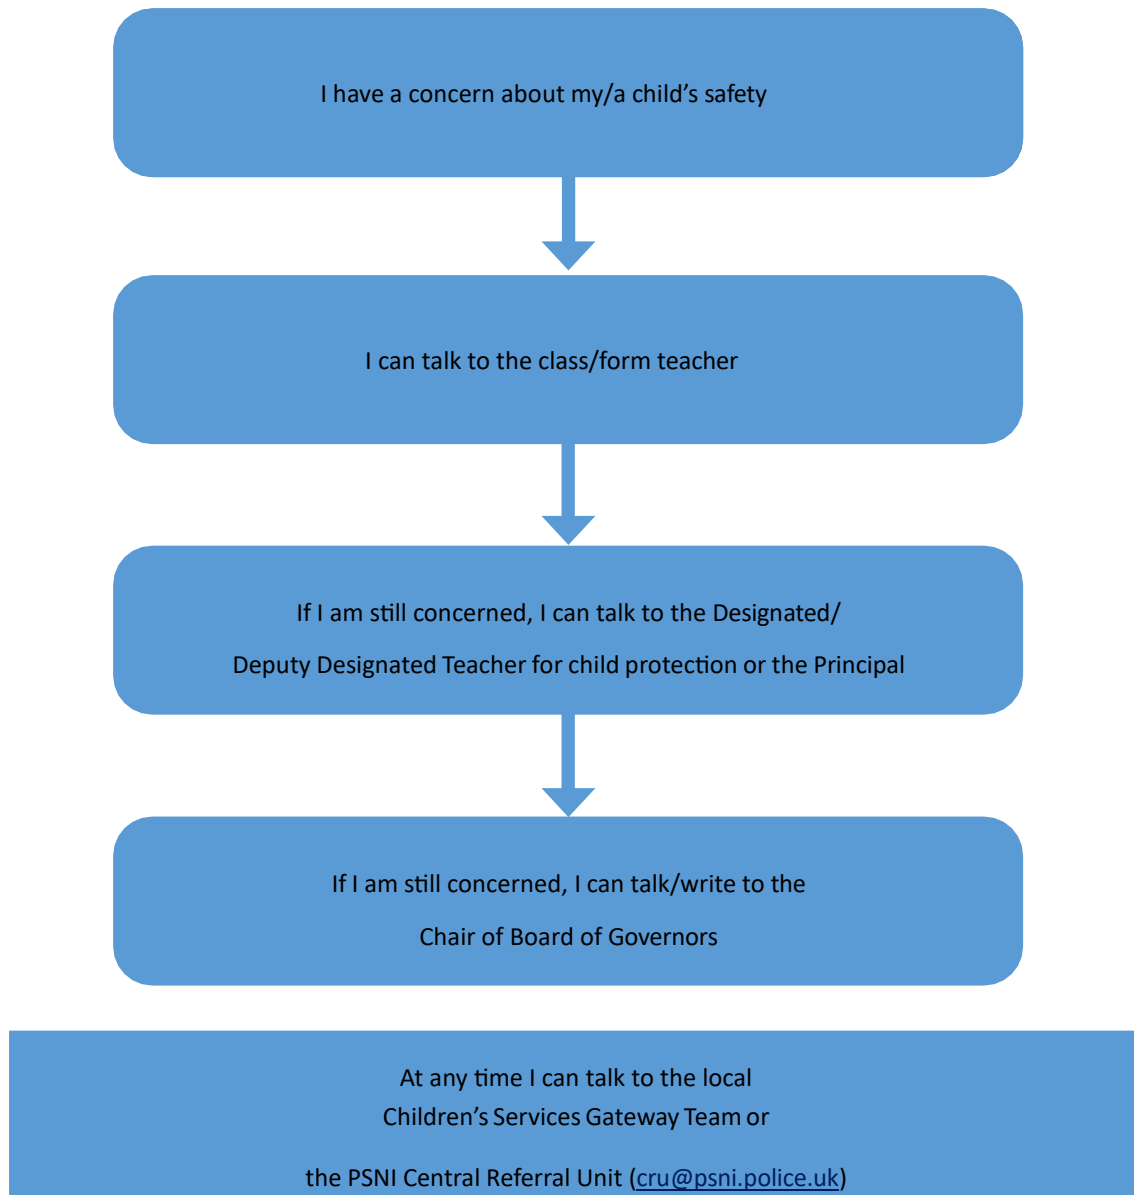 I have a concern about my/a child’s safety
I can talk to the class/form teacher
If I am still concerned, I can talk to the Designated/
Deputy Designated Teacher for child protection or the Principal
If I am still concerned, I can talk/write to the
Chair of Board of Governors
At any time I can talk to the local
Children’s Services Gateway Team or
the PSNI Central Referral Unit (cru@psni.police.uk)